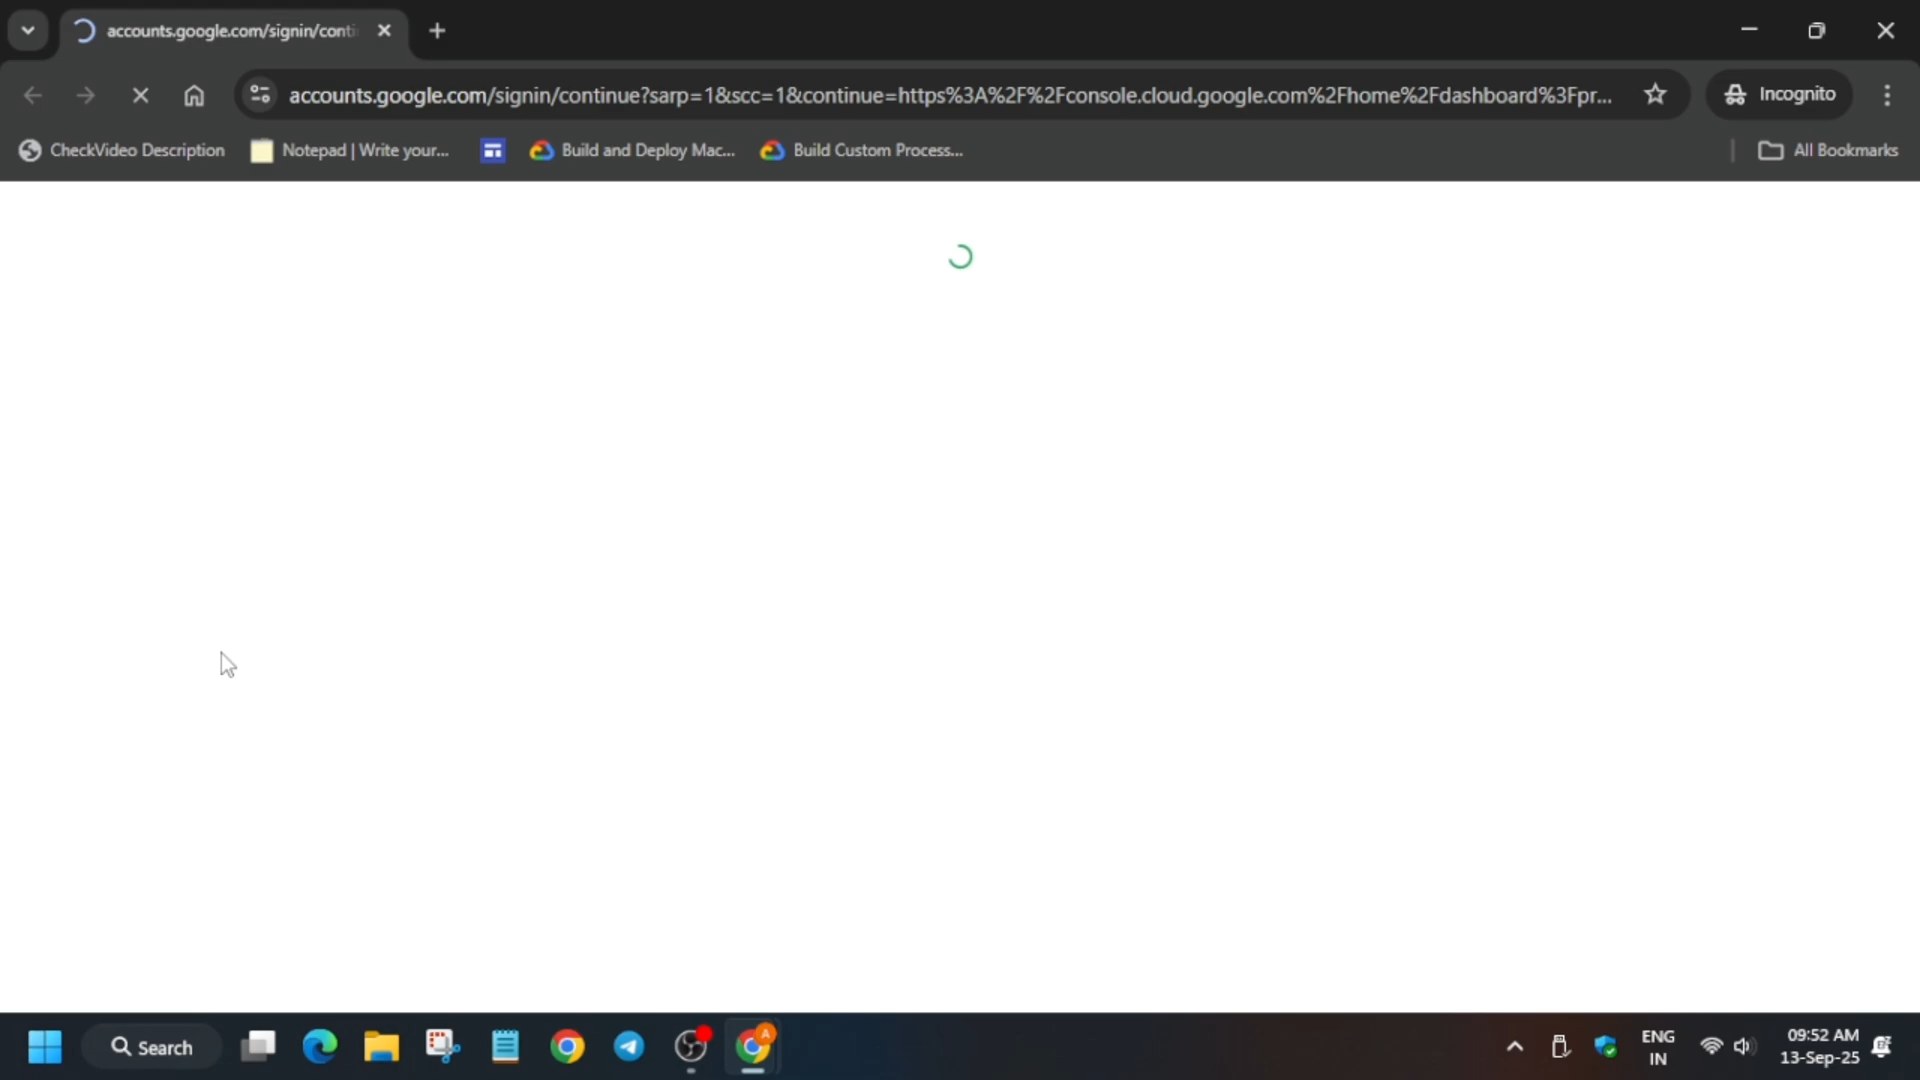 accounts.google.com/signin/conti
accounts.google.com/signin/continue?sarp=1&scc=1&continue=https%3A%2F%2Fconsole.cloud.google.com%2Fhome%2Fdashboard%3Fpr...
Incognito
CheckVideo Description
Notepad | Write your...
Build and Deploy Mac...
Build Custom Process...
All Bookmarks
Search
ENG
IN
09:52 AM
13-Sep-25